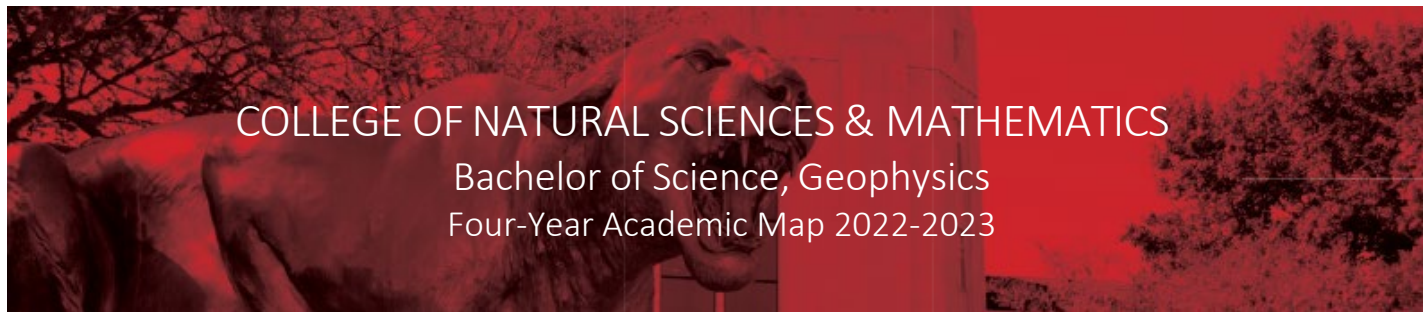 COLLEGE OF NATURAL SCIENCES & MATHEMATICS
Bachelor of Science, Geophysics
Four-Year Academic Map 2022-2023